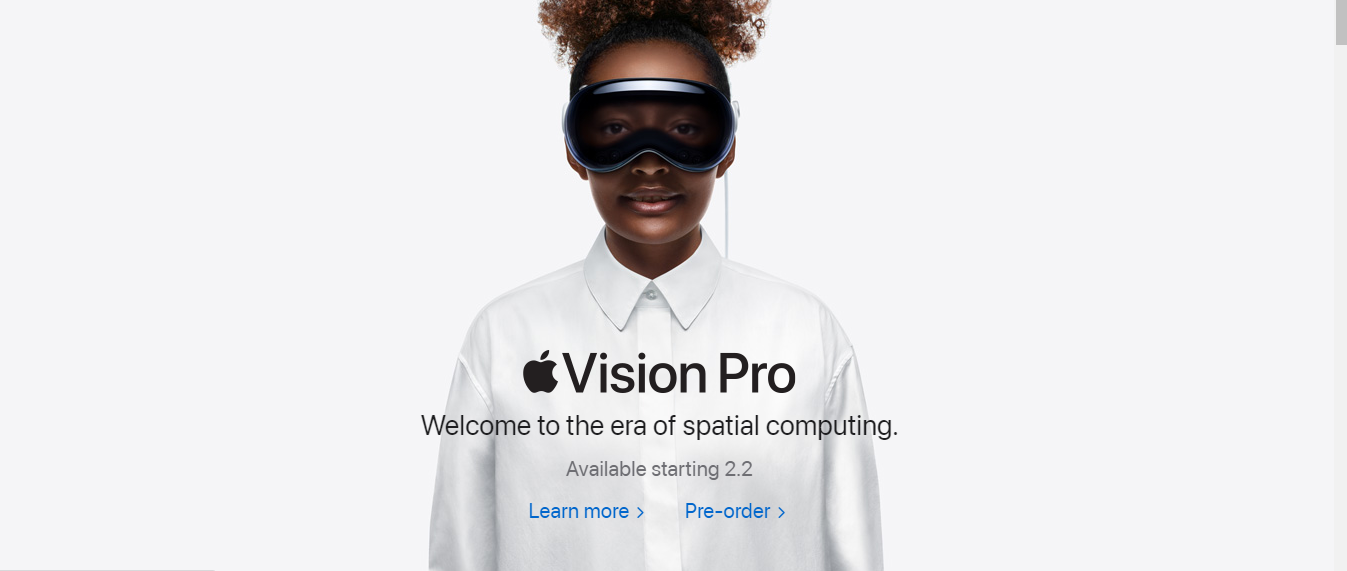 Vision Pro
Welcome to the era of spatial computing.
Available starting 2.2
Learn more >
Pre-order >